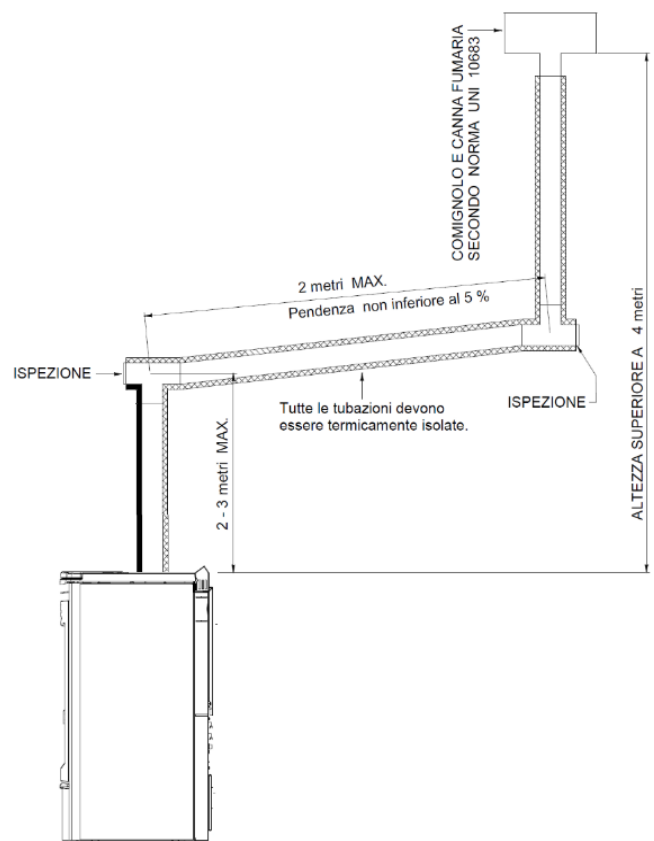 COMIGNOLO E CANNA FUMARIA
SECONDO NORMA UNI 10683
2 metri MAX.
Pendenza non inferiore al 5 %
ISPEZIONE
Tutte le tubazioni devono
essere termicamente isolate.
ISPEZIONE
2 - 3 metri MAX.
ALTEZZA SUPERIORE A 4 metri